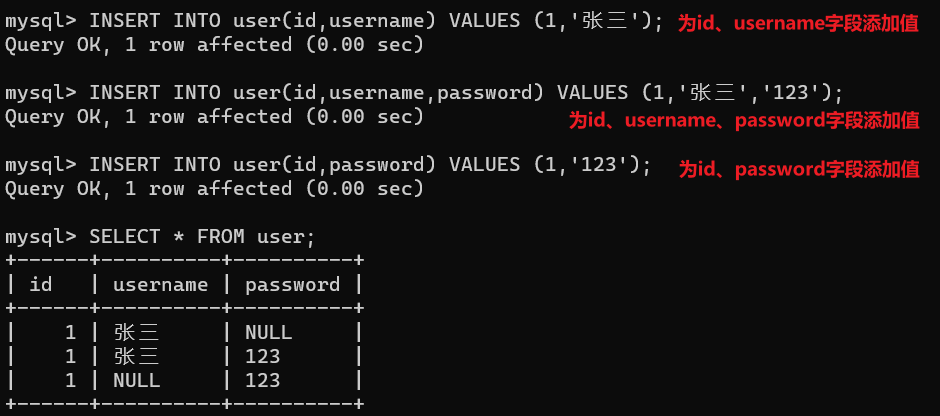 mysql> INSERT INTO user(id,username) VALUES (1,'张三'); 为id、username字段添加值
Query OK, 1 row affected (0.00 sec)
mysql> INSERT INTO user(id,username,password) VALUES (1,'张三','123');
Query OK, 1 row affected (0.00 sec) 为id、username、password字段添加值
mysql> INSERT INTO user(id,password) VALUES (1,'123'); 为id、password字段添加值
Query OK, 1 row affected (0.00 sec)
mysql> SELECT * FROM user;
+------+----------+----------+
| id   | username | password |
+------+----------+----------+
|    1 | 张三     | NULL     |
|    1 | 张三     | 123      |
|    1 | NULL     | 123      |
+------+----------+----------+